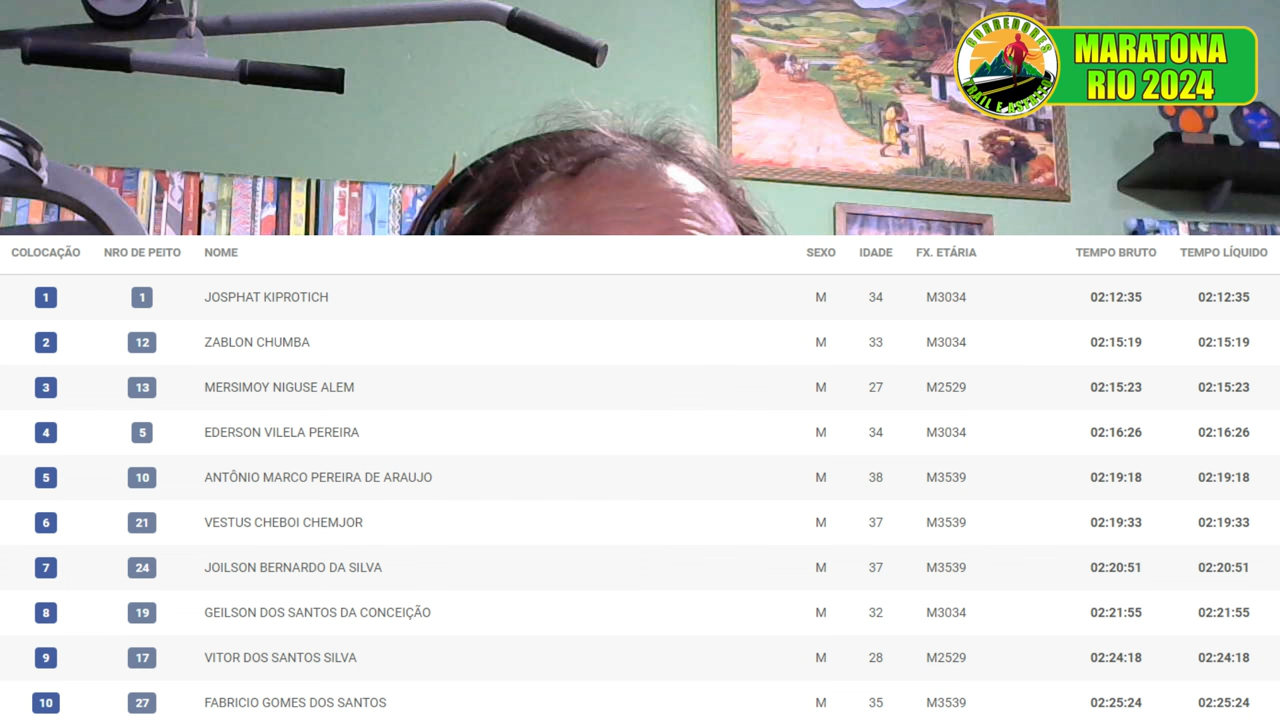 CORREDORES
TRAIL E ASFALTO
MARATONA
RIO 2024
COLOCAÇÃO NRO DE PEITO NOME SEXO IDADE FX. ETÁRIA TEMPO BRUTO TEMPO LÍQUIDO
1 1 JOSPHAT KIPROTICH M 34 M3034 02:12:35 02:12:35
2 12 ZABLON CHUMBA M 33 M3034 02:15:19 02:15:19
3 13 MERSIMOY NIGUSE ALEM M 27 M2529 02:15:23 02:15:23
4 5 EDERSON VILELA PEREIRA M 34 M3034 02:16:26 02:16:26
5 10 ANTÔNIO MARCO PEREIRA DE ARAUJO M 38 M3539 02:19:18 02:19:18
6 21 VESTUS CHEBOI CHEMJOR M 37 M3539 02:19:33 02:19:33
7 24 JOILSON BERNARDO DA SILVA M 37 M3539 02:20:51 02:20:51
8 19 GEILSON DOS SANTOS DA CONCEIÇÃO M 32 M3034 02:21:55 02:21:55
9 17 VITOR DOS SANTOS SILVA M 28 M2529 02:24:18 02:24:18
10 27 FABRICIO GOMES DOS SANTOS M 35 M3539 02:25:24 02:25:24